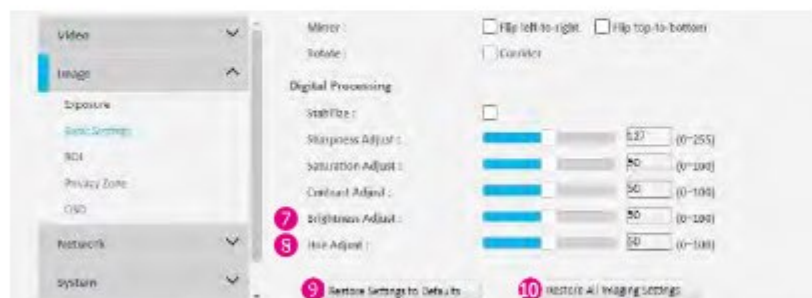 Video
Image
Exposure
Basic Settings
ROI
Privacy Zone
OSD
Network
System
Mirror :
Flip left-to-right
Flip top-to-bottom
Rotate :
Corridor
Digital Processing
Stabilize :
Sharpness Adjust :
127
(0~255)
Saturation Adjust :
50
(0~100)
Contrast Adjust :
50
(0~100)
7
Brightness Adjust :
50
(0~100)
8
Hue Adjust :
50
(0~100)
9
Restore Settings to Defaults
10
Restore All Imaging Settings